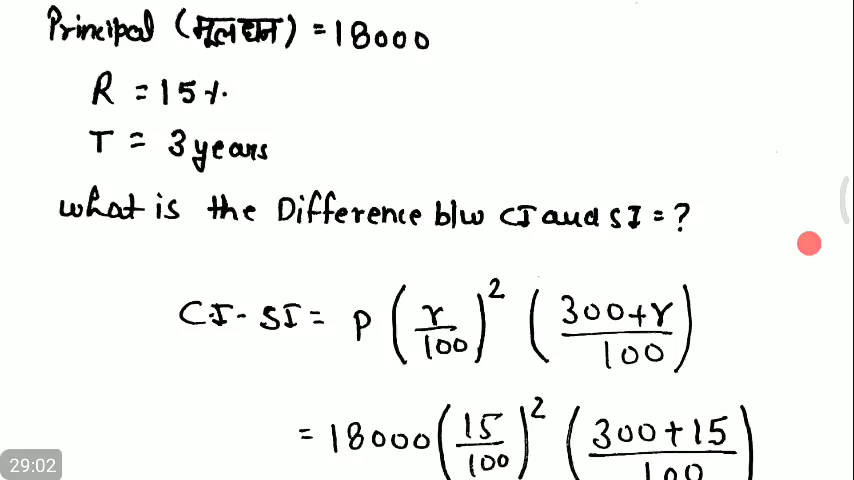 Principal (मूलधन) = 18000
R = 15%
T = 3 years
what is the Difference b/w CI and SI = ?
CI - SI = P (r/100)^2 (300+r/100)
= 18000 (15/100)^2 (300+15/100)
29:02